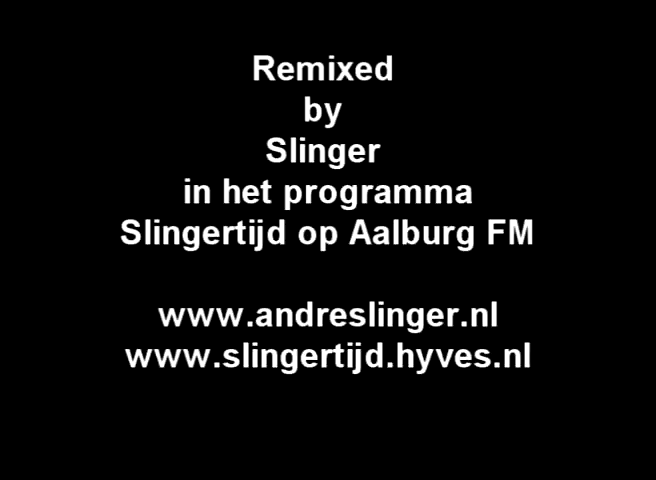 Remixed
by
Slinger
in het programma
Slingertijd op Aalburg FM
www.andreslinger.nl
www.slingertijd.hyves.nl